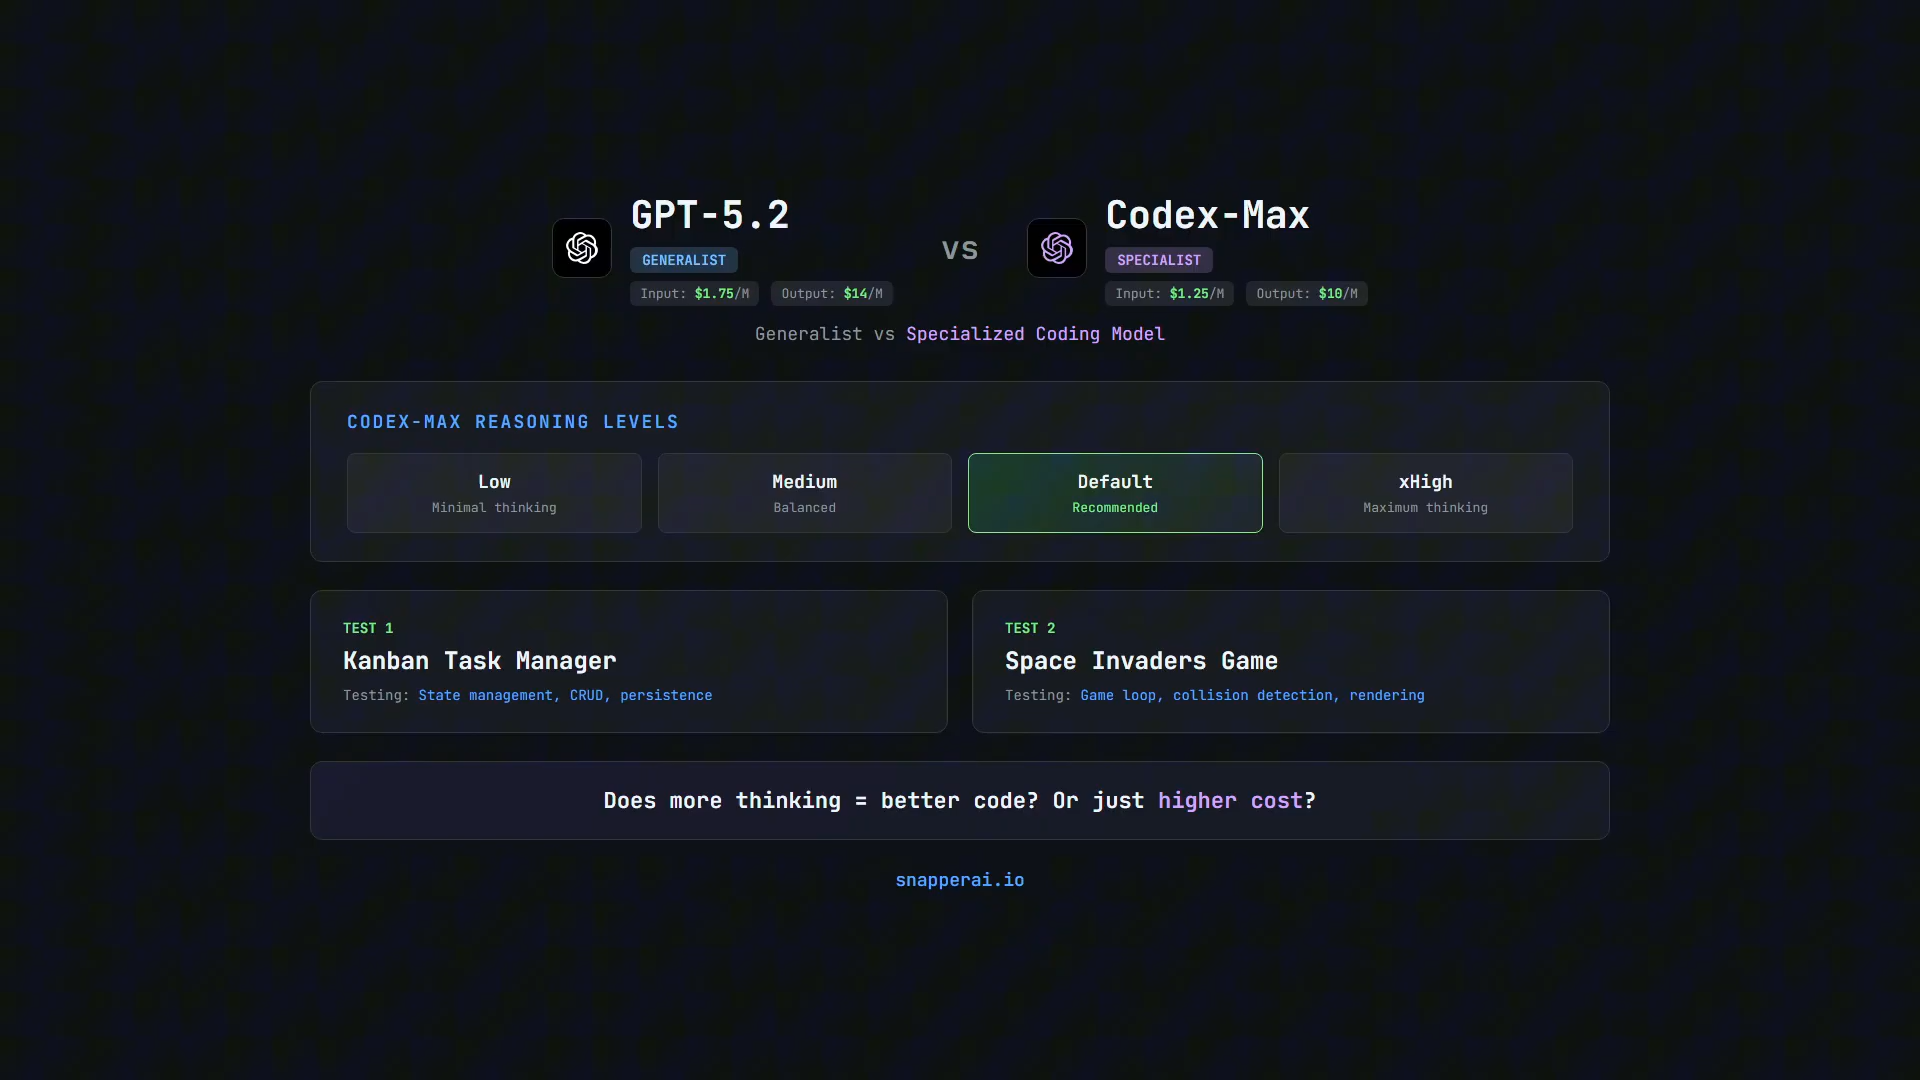 GPT-5.2
GENERALIST
Input: $1.75/M Output: $14/M
VS
Codex-Max
SPECIALIST
Input: $1.25/M Output: $10/M
Generalist vs Specialized Coding Model
CODEX-MAX REASONING LEVELS
Low
Minimal thinking
Medium
Balanced
Default
Recommended
xHigh
Maximum thinking
TEST 1
Kanban Task Manager
Testing: State management, CRUD, persistence
TEST 2
Space Invaders Game
Testing: Game loop, collision detection, rendering
Does more thinking = better code? Or just higher cost?
snapperai.io